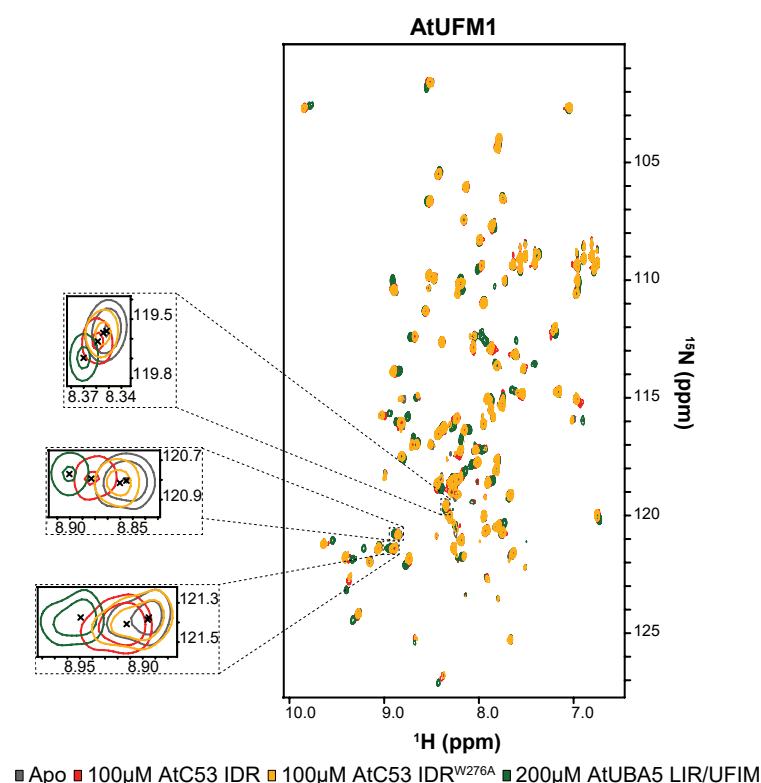 AtUFM1
105
110
115
120
125
¹⁵N (ppm)
10.0 9.0 8.0 7.0
¹H (ppm)
119.5
119.8
8.37 8.34
120.7
120.9
8.90 8.85
121.3
121.5
8.95 8.90
Apo 100µM AtC53 IDR 100µM AtC53 IDRᵂ²⁷⁶ᴬ 200µM AtUBA5 LIR/UFIM